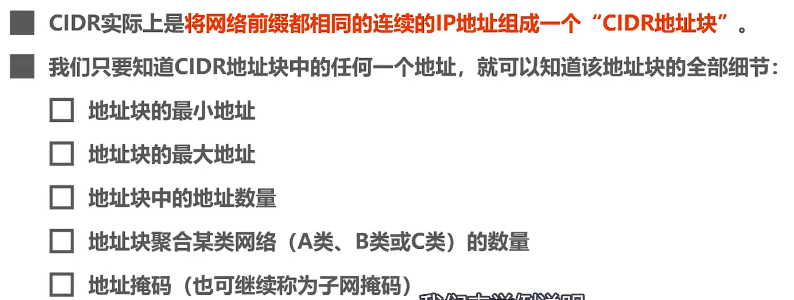 CIDR实际上是将网络前缀都相同的连续的IP地址组成一个“CIDR地址块”。
我们只要知道CIDR地址块中的任何一个地址，就可以知道该地址块的全部细节：
地址块的最小地址
地址块的最大地址
地址块中的地址数量
地址块聚合某类网络（A类、B类或C类）的数量
地址掩码（也可继续称为子网掩码）